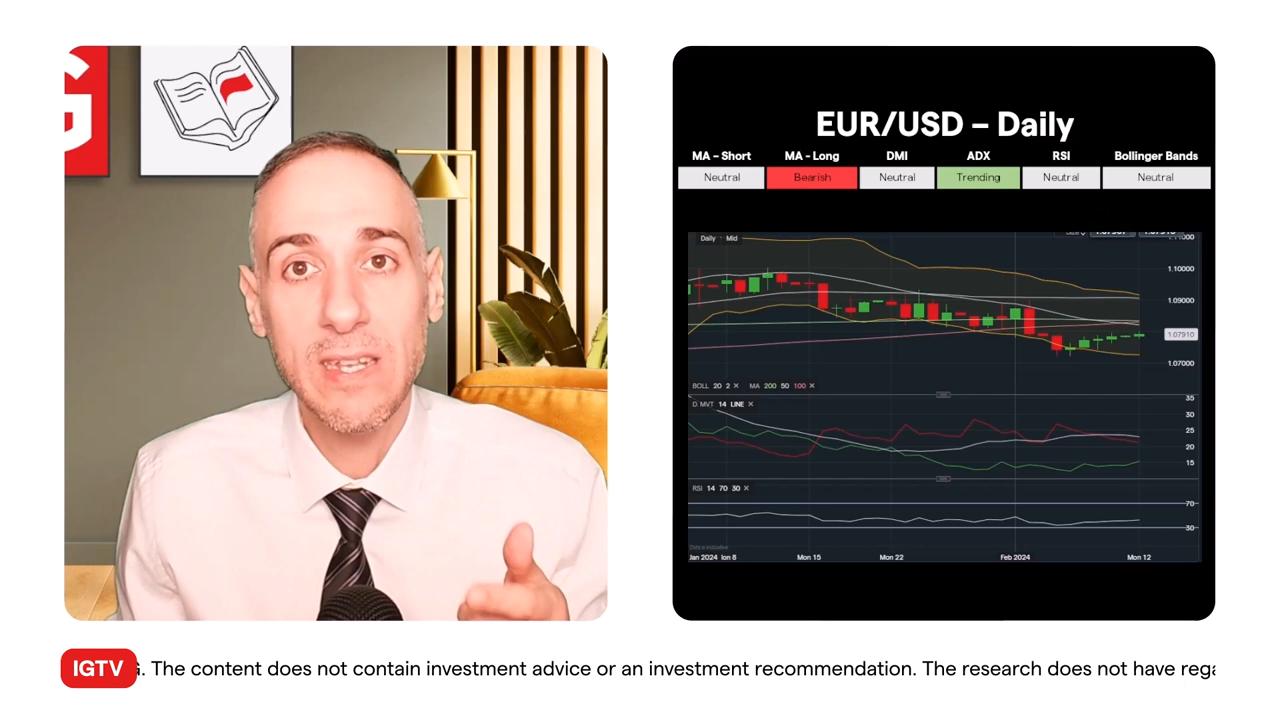 G
EUR/USD – Daily
MA – Short MA - Long DMI ADX RSI Bollinger Bands
Neutral Bearish Neutral Trending Neutral Neutral
Daily Mid
1.10000
1.09000
1.07910
1.07000
BOLL 20 2 × MA 200 50 100 ×
D. MVT 14 LINE ×
35
30
25
20
15
RSI 14 70 30 ×
70
30
Jan 2024 Jan 8 Mon 15 Mon 22 Feb 2024 Mon 12
IGTV G. The content does not contain investment advice or an investment recommendation. The research does not have rega